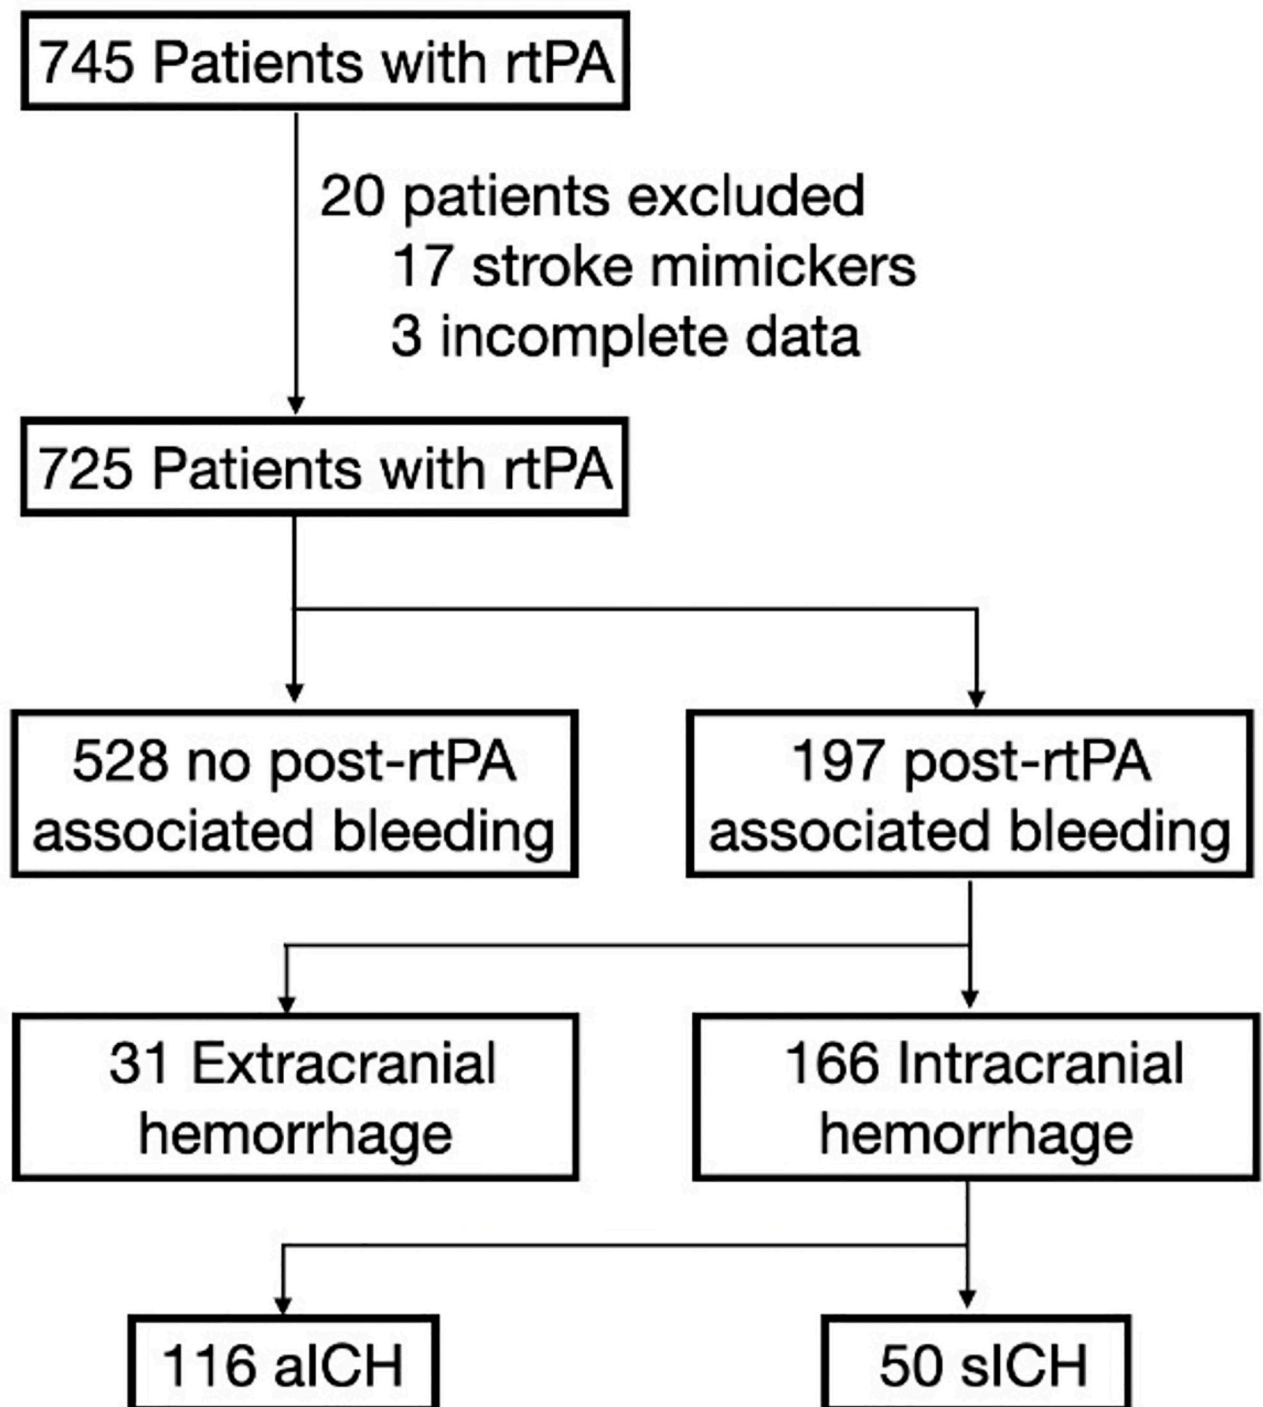 745 Patients with rtPA
20 patients excluded
17 stroke mimickers
3 incomplete data
725 Patients with rtPA
528 no post-rtPA
associated bleeding
197 post-rtPA
associated bleeding
31 Extracranial
hemorrhage
166 Intracranial
hemorrhage
116 aICH
50 sICH